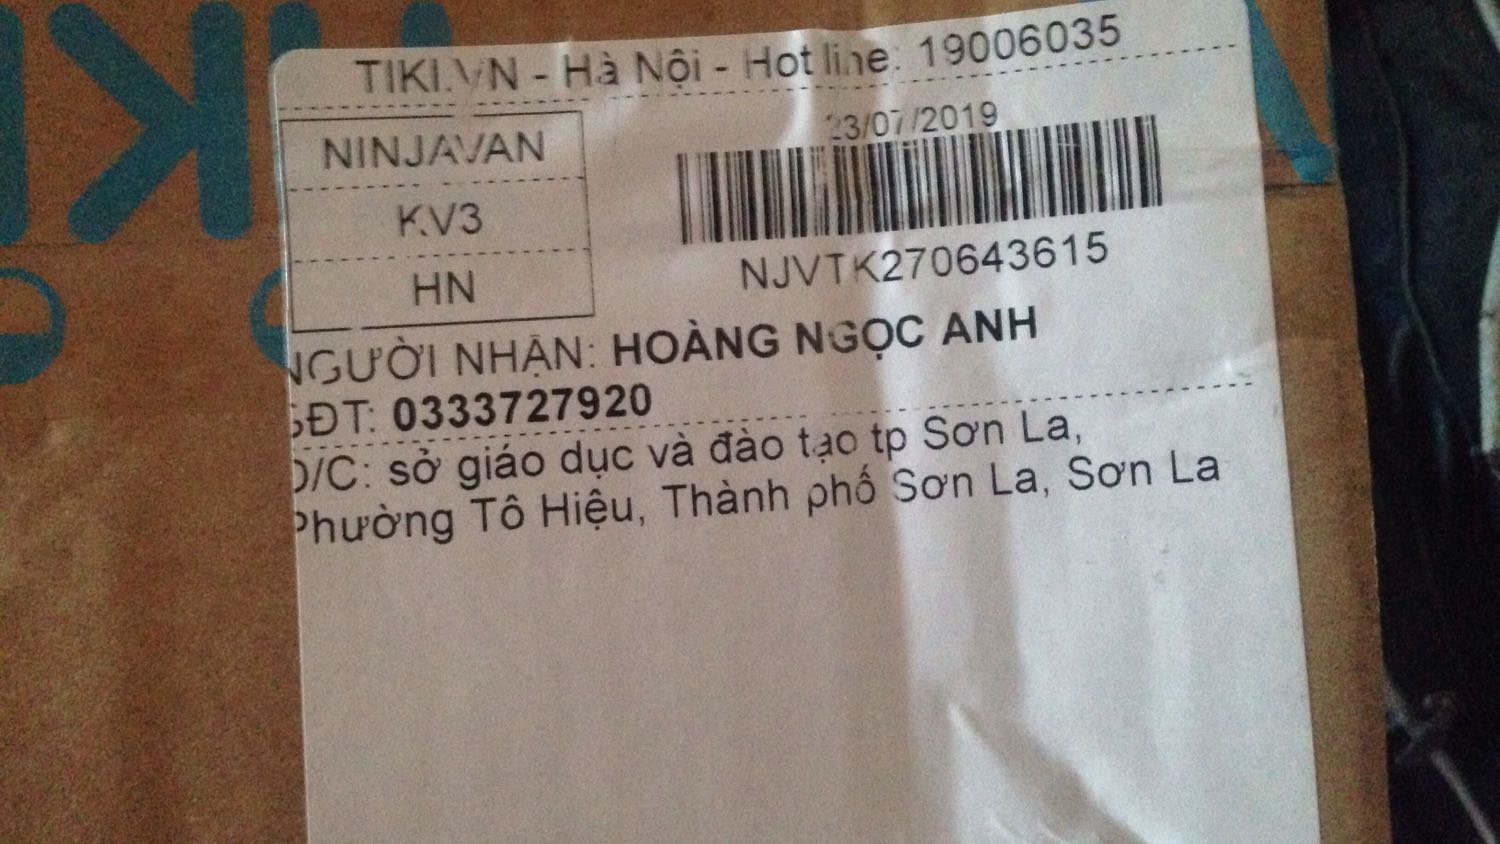 TIKI.VN - Hà Nội - Hot line: 19006035
23/07/2019
NINJAVAN
KV3
HN
NJVTK270643615
NGƯỜI NHẬN: HOÀNG NGỌC ANH
SĐT: 0333727920
Đ/C: sở giáo dục và đào tạo tp Sơn La,
Phường Tô Hiệu, Thành phố Sơn La, Sơn La